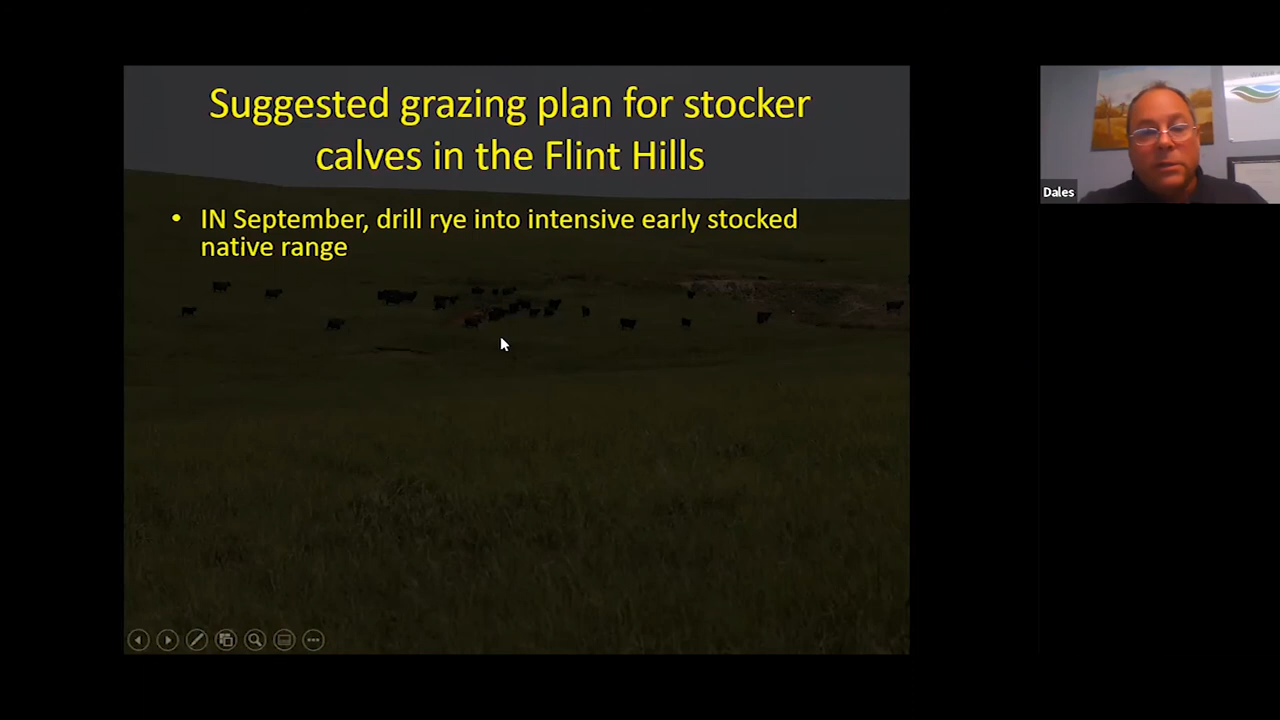 Suggested grazing plan for stocker
calves in the Flint Hills
• IN September, drill rye into intensive early stocked
native range
Dales